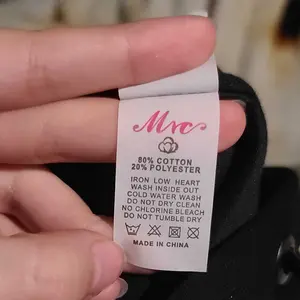 Mrc
80% COTTON
20% POLYESTER
IRON LOW HEART
WASH INSIDE OUT
COLD WATER WASH
DO NOT DRY CLEAN
NO CHLORINE BLEACH
DO NOT TUMBLE DRY
MADE IN CHINA